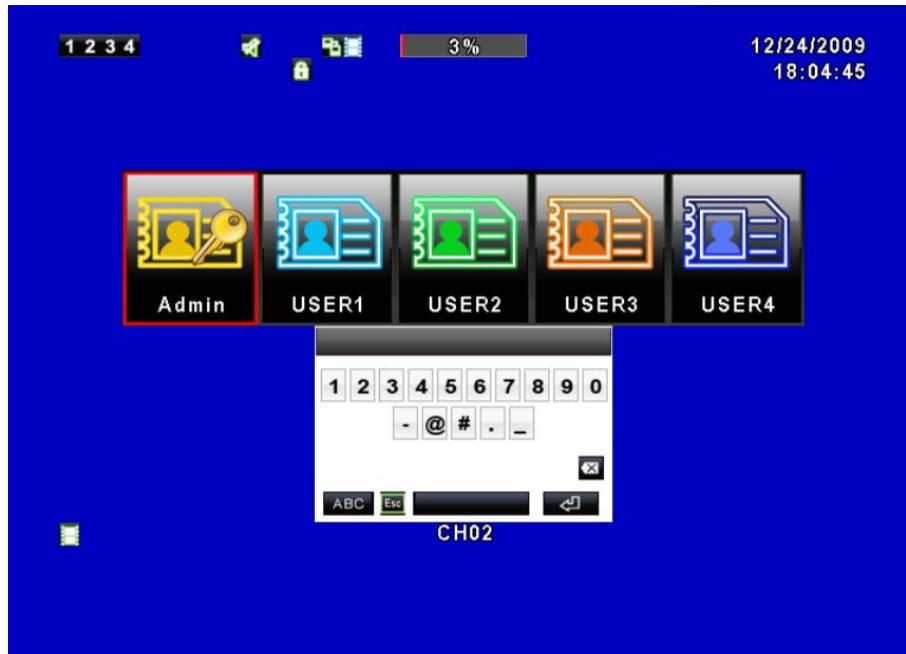 1 2 3 4
3%
12/24/2009
18:04:45
Admin USER1 USER2 USER3 USER4
1 2 3 4 5 6 7 8 9 0
- @ # . _
ABC Esc
CH02